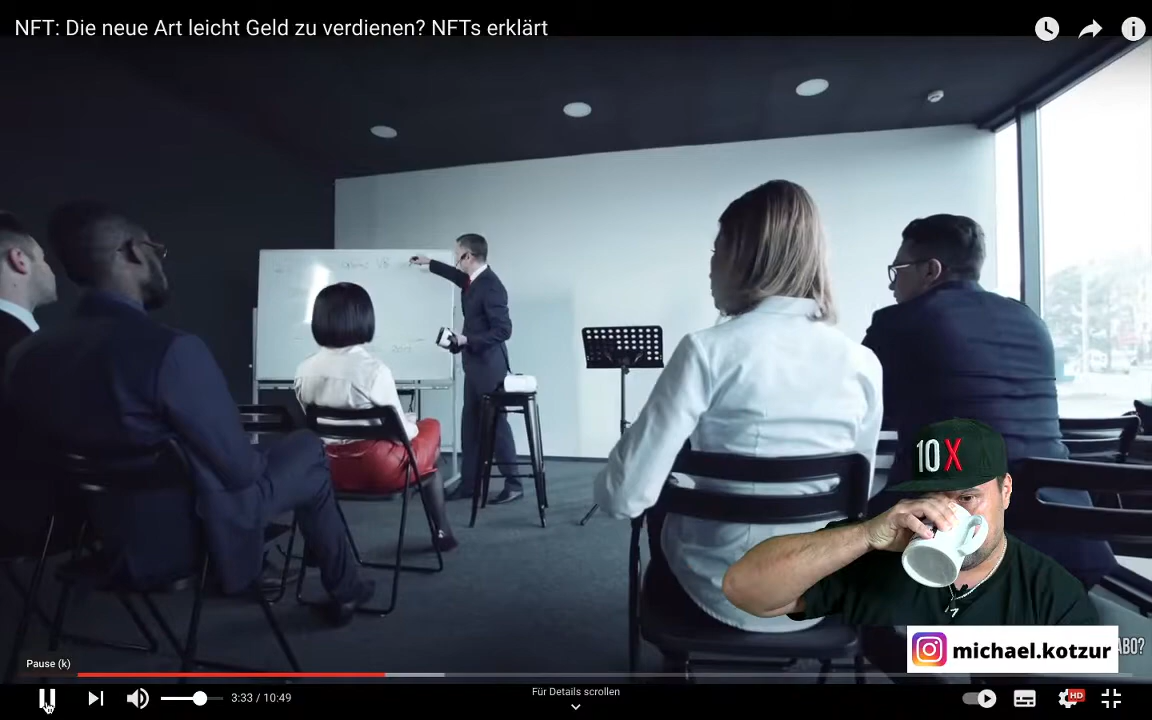 NFT: Die neue Art leicht Geld zu verdienen? NFTs erklärt
10X
michael.kotzur
ABO?
Pause (k)
3:33 / 10:49
Für Details scrollen
HD